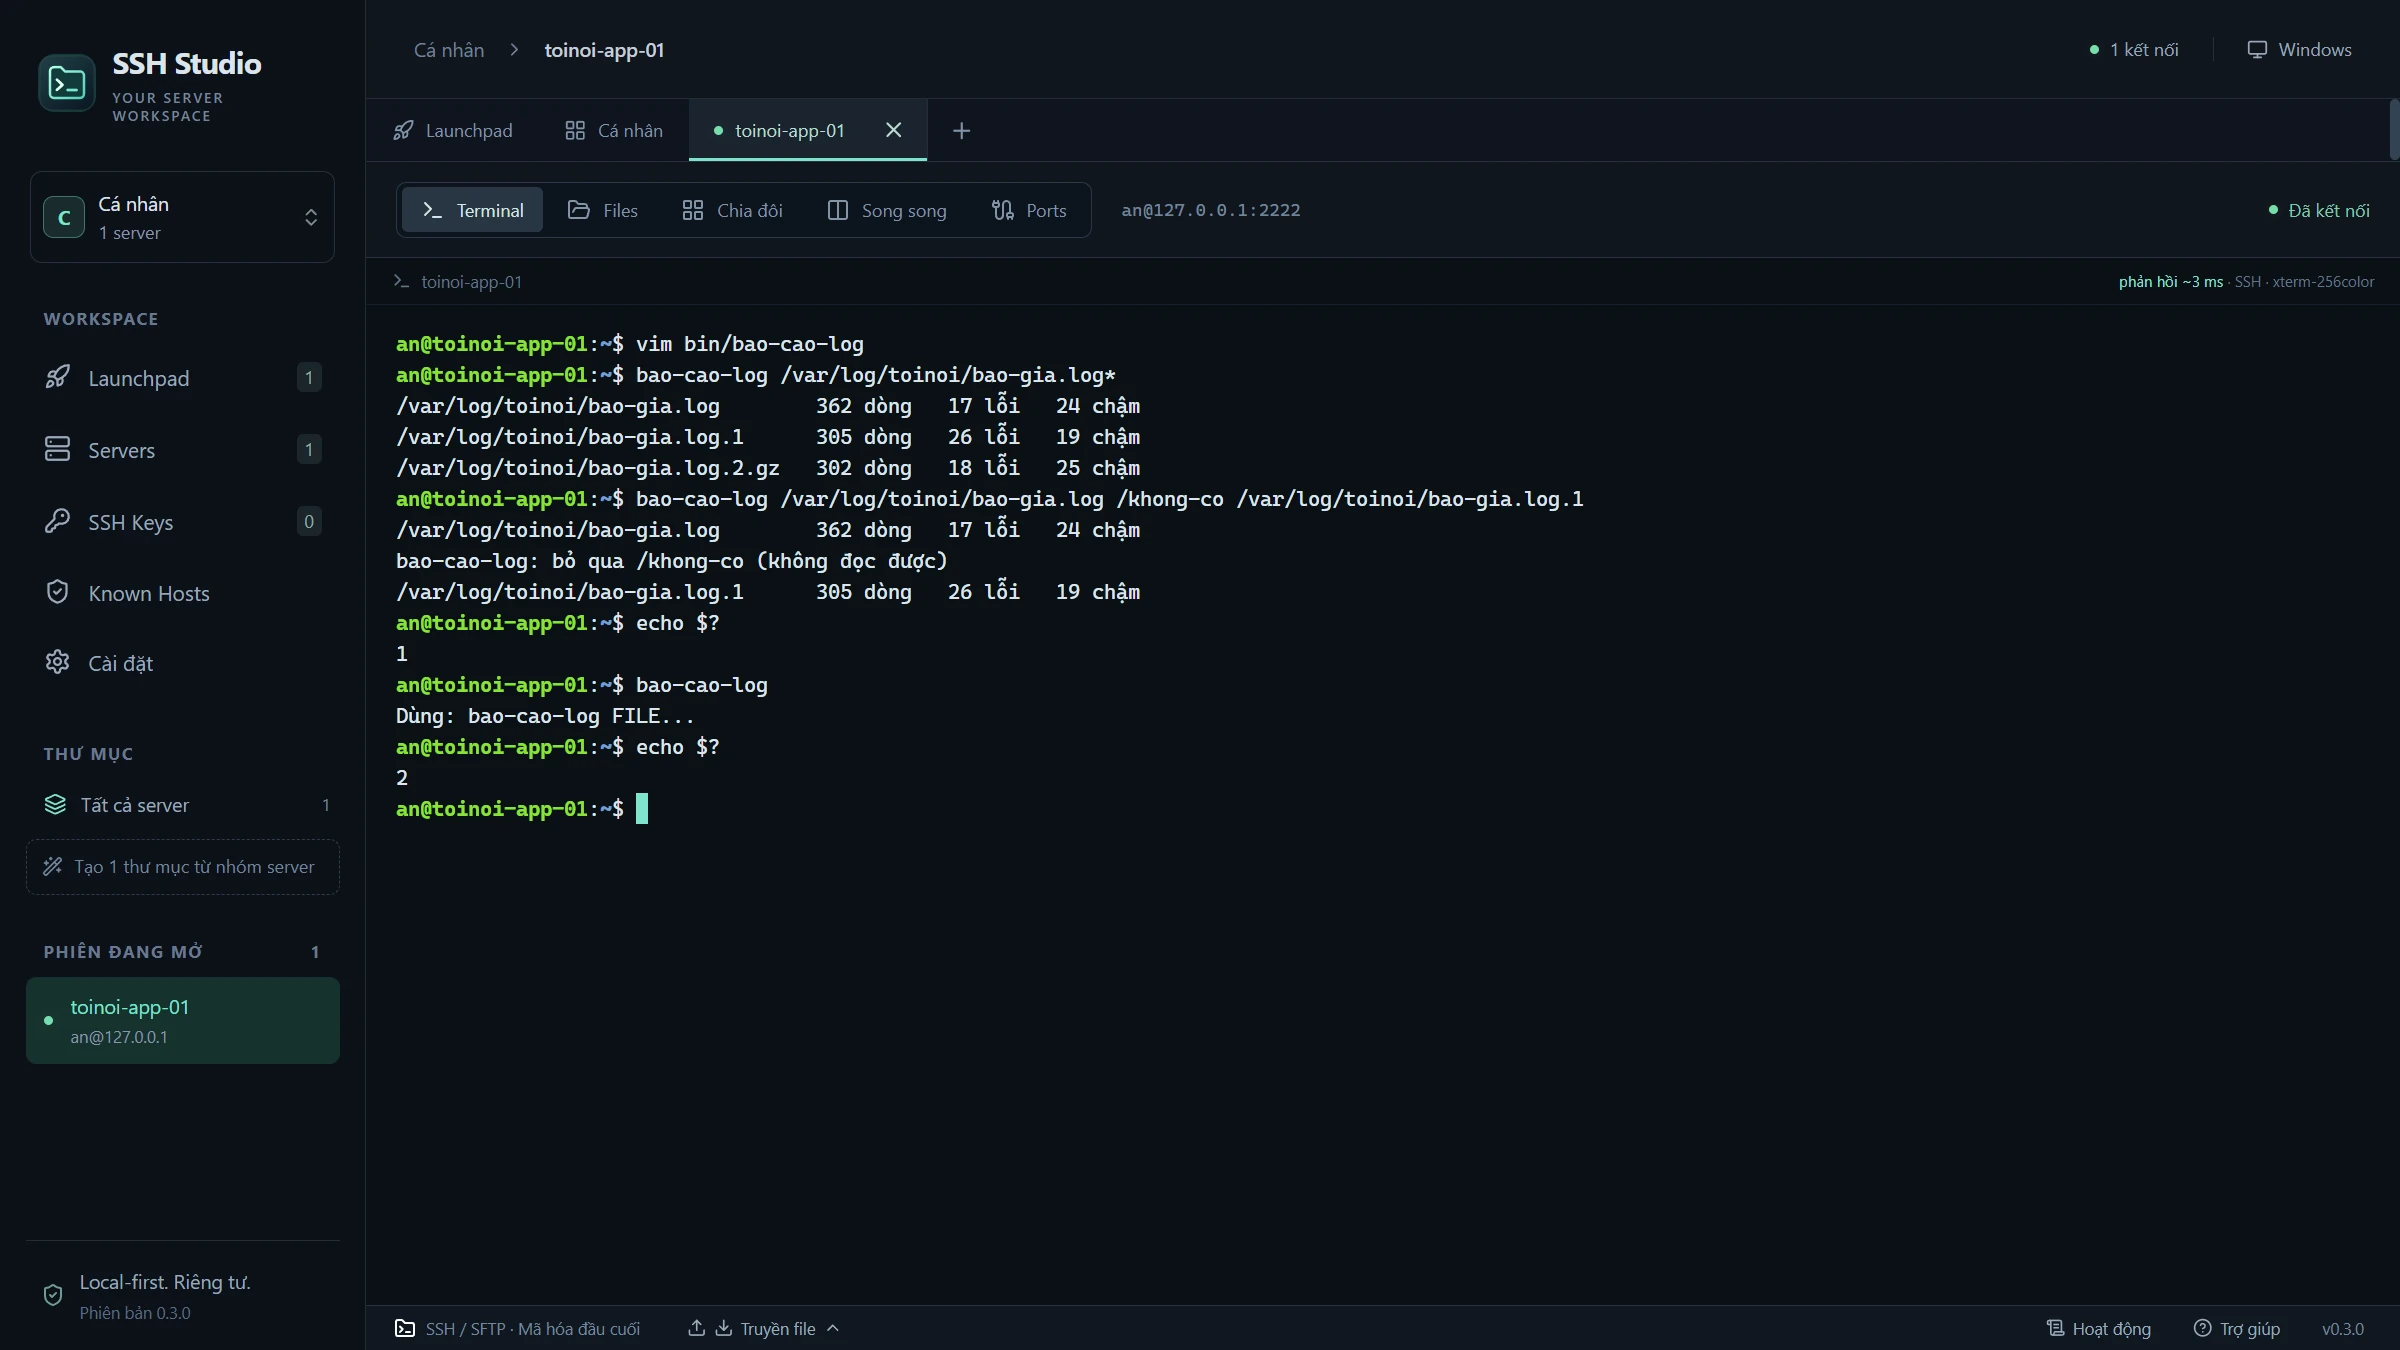 SSH Studio
YOUR SERVER
WORKSPACE
C
Cá nhân
1 server
WORKSPACE
Launchpad 1
Servers 1
SSH Keys 0
Known Hosts
Cài đặt
THƯ MỤC
Tất cả server 1
Tạo 1 thư mục từ nhóm server
PHIÊN ĐANG MỞ 1
toinoi-app-01
an@127.0.0.1
Local-first. Riêng tư.
Phiên bản 0.3.0
Cá nhân > toinoi-app-01
1 kết nối
Windows
Launchpad
Cá nhân
toinoi-app-01
Terminal
Files
Chia đôi
Song song
Ports
an@127.0.0.1:2222
Đã kết nối
toinoi-app-01
phản hồi ~3 ms · SSH · xterm-256color
an@toinoi-app-01:~$ vim bin/bao-cao-log
an@toinoi-app-01:~$ bao-cao-log /var/log/toinoi/bao-gia.log*
/var/log/toinoi/bao-gia.log        362 dòng   17 lỗi   24 chậm
/var/log/toinoi/bao-gia.log.1      305 dòng   26 lỗi   19 chậm
/var/log/toinoi/bao-gia.log.2.gz   302 dòng   18 lỗi   25 chậm
an@toinoi-app-01:~$ bao-cao-log /var/log/toinoi/bao-gia.log /khong-co /var/log/toinoi/bao-gia.log.1
/var/log/toinoi/bao-gia.log        362 dòng   17 lỗi   24 chậm
bao-cao-log: bỏ qua /khong-co (không đọc được)
/var/log/toinoi/bao-gia.log.1      305 dòng   26 lỗi   19 chậm
an@toinoi-app-01:~$ echo $?
1
an@toinoi-app-01:~$ bao-cao-log
Dùng: bao-cao-log FILE...
an@toinoi-app-01:~$ echo $?
2
an@toinoi-app-01:~$
SSH / SFTP · Mã hóa đầu cuối
Truyền file
Hoạt động
Trợ giúp
v0.3.0